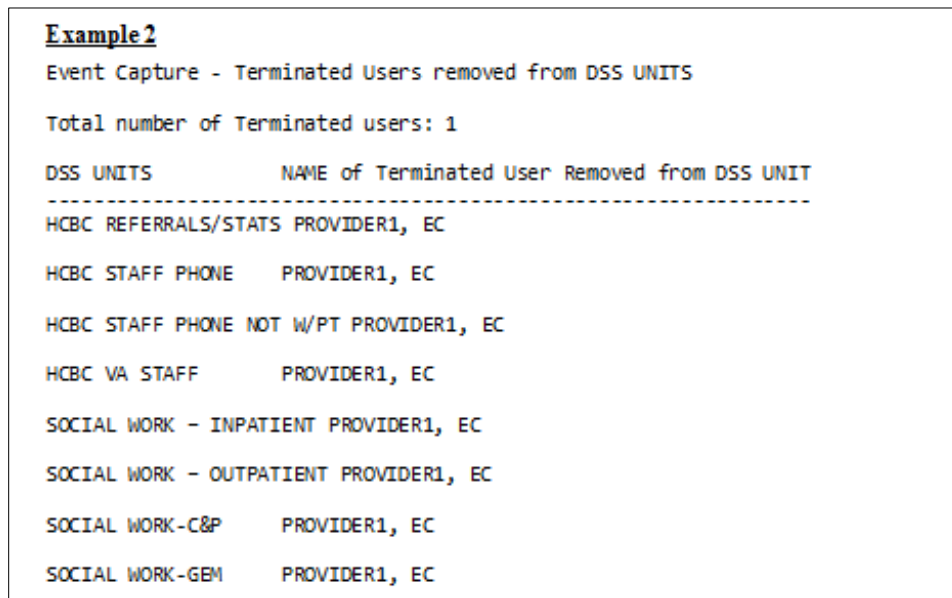 Example 2
Event Capture - Terminated Users removed from DSS UNITS
Total number of Terminated users: 1
DSS UNITS NAME of Terminated User Removed from DSS UNIT
-----------------------------------------------------------------
HCBC REFERRALS/STATS PROVIDER1, EC
HCBC STAFF PHONE PROVIDER1, EC
HCBC STAFF PHONE NOT W/PT PROVIDER1, EC
HCBC VA STAFF PROVIDER1, EC
SOCIAL WORK – INPATIENT PROVIDER1, EC
SOCIAL WORK – OUTPATIENT PROVIDER1, EC
SOCIAL WORK-C&P PROVIDER1, EC
SOCIAL WORK-GEM PROVIDER1, EC